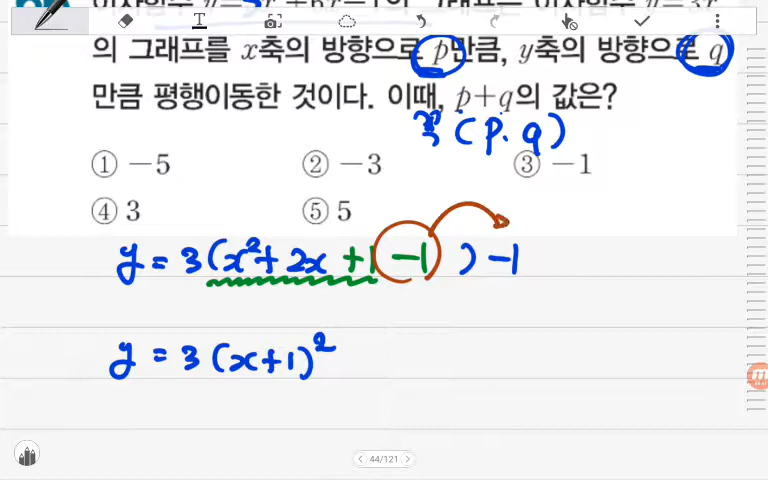 의 그래프를 x축의 방향으로 p만큼, y축의 방향으로 q
만큼 평행이동한 것이다. 이때, p+q의 값은?
꼭 (p. q)
① -5 ② -3 ③ -1
④ 3 ⑤ 5
y = 3(x²+2x +1 -1 ) -1
y = 3(x+1)²
44/121